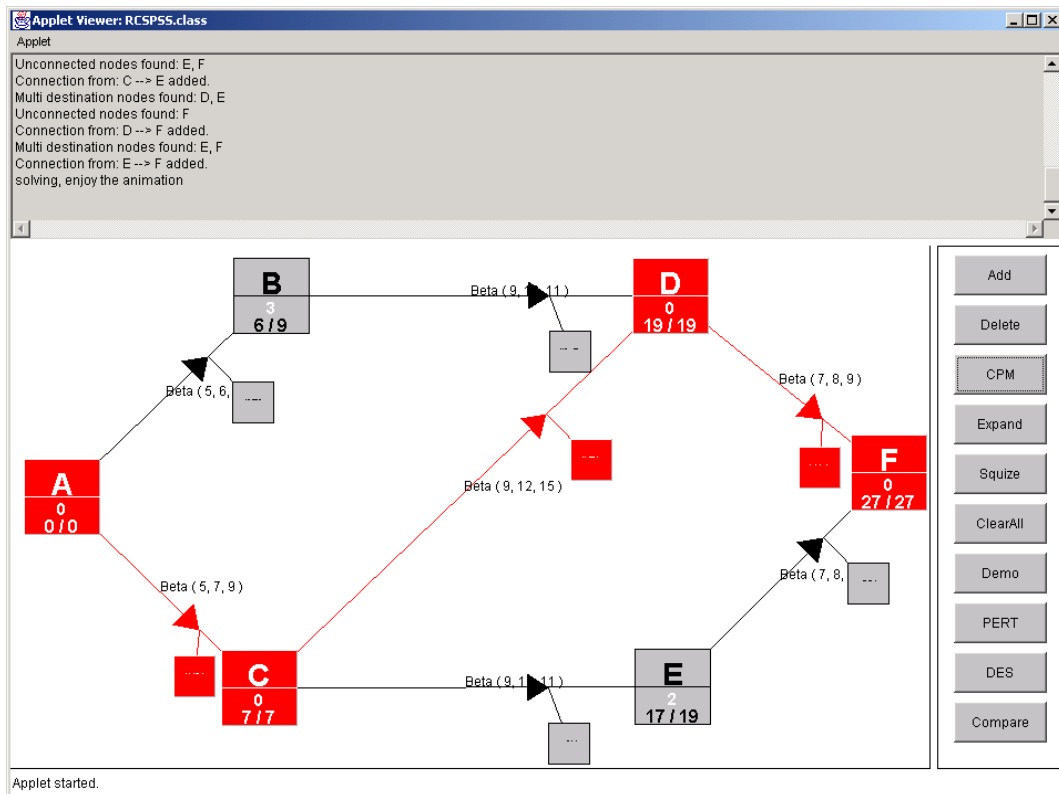 Applet Viewer: RCSPSS.class
Applet
Unconnected nodes found: E, F
Connection from: C --> E added.
Multi destination nodes found: D, E
Unconnected nodes found: F
Connection from: D --> F added.
Multi destination nodes found: E, F
Connection from: E --> F added.
solving, enjoy the animation
B
3
6 / 9
Beta ( 9, 11 )
D
0
19 / 19
Beta ( 5, 6,
Beta ( 7, 8, 9 )
A
0
0 / 0
Beta ( 9, 12, 15 )
F
0
27 / 27
Beta ( 5, 7, 9 )
Beta ( 7, 8,
C
0
7 / 7
Beta ( 9, 11 )
E
2
17 / 19
Add
Delete
CPM
Expand
Squize
ClearAll
Demo
PERT
DES
Compare
Applet started.